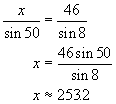 x/sin 50 = 46/sin 8
x = 46 sin 50/sin 8
x ≈ 253.2